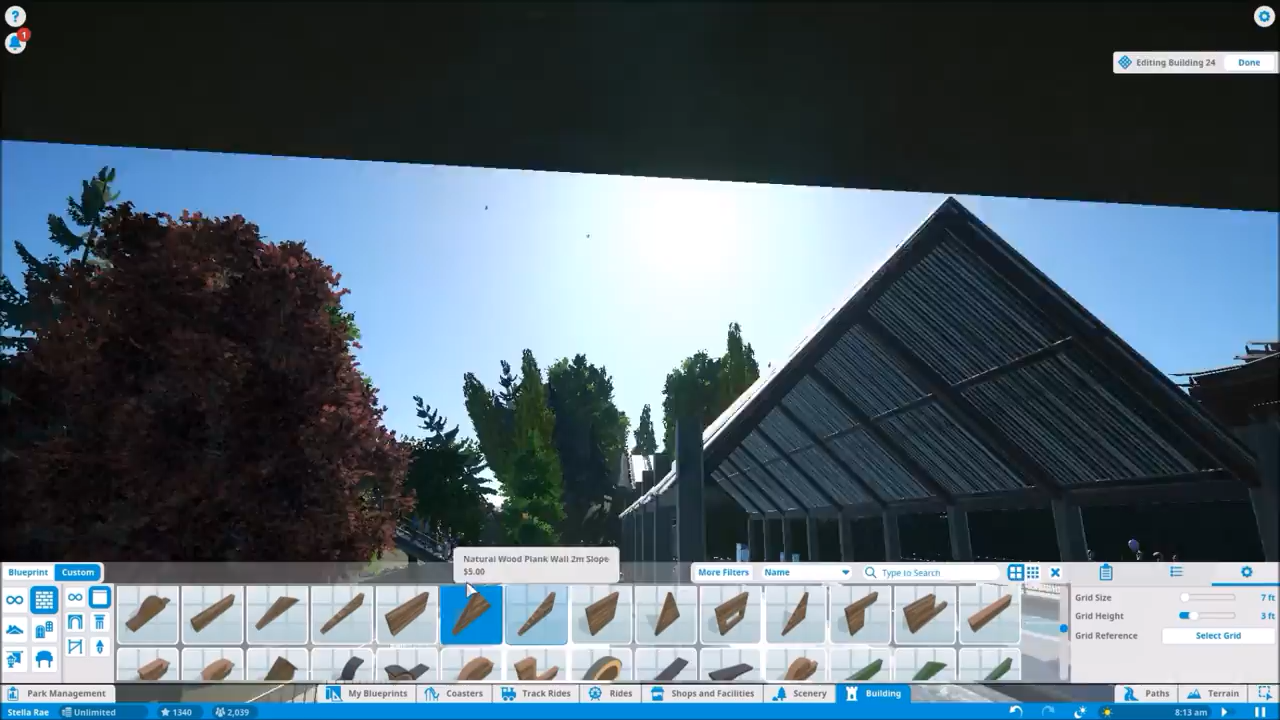 ?
1
Editing Building 24 Done
Natural Wood Plank Wall 2m Slope
$5.00
Blueprint Custom More Filters Name Type to Search
Grid Size 7 ft
Grid Height 3 ft
Grid Reference Select Grid
Park Management My Blueprints Coasters Track Rides Rides Shops and Facilities Scenery Building Paths Terrain
Stella Rae Unlimited 1340 2,039 8:13 am